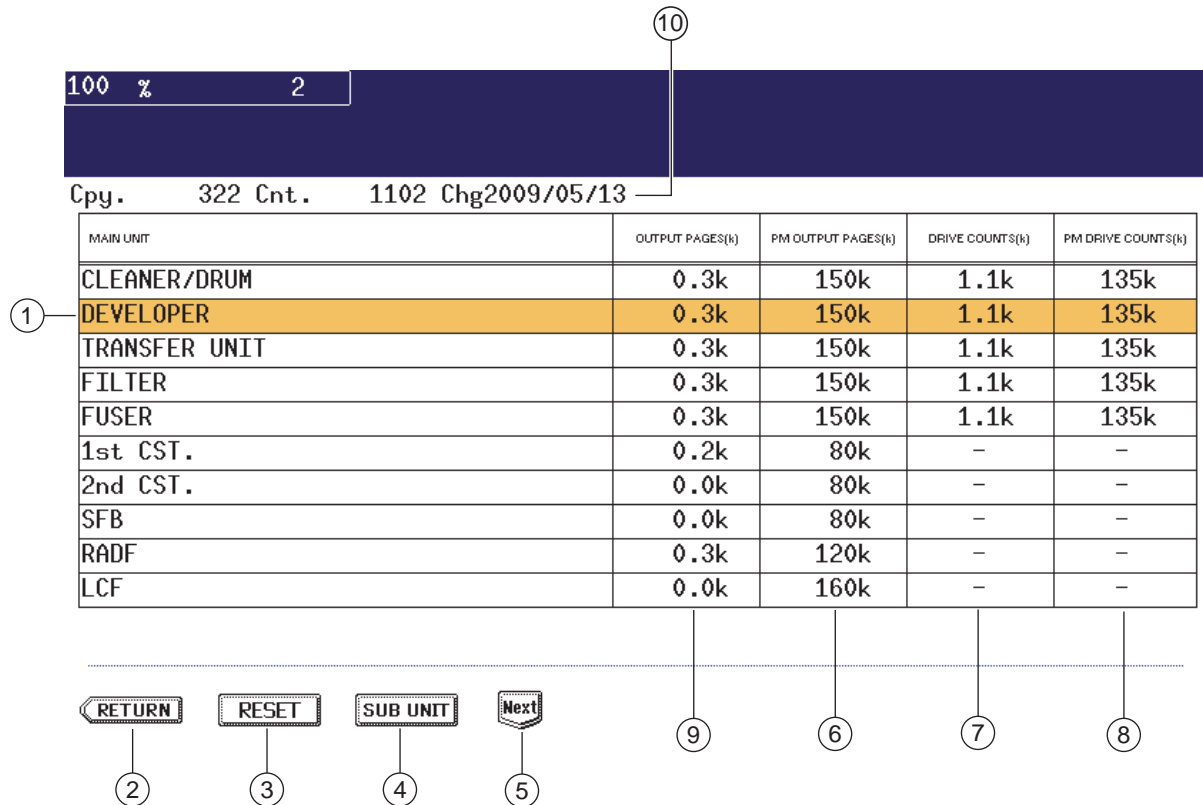 10
100 % 2
Cpy. 322 Cnt. 1102 Chg2009/05/13
MAIN UNIT OUTPUT PAGES(k) PM OUTPUT PAGES(k) DRIVE COUNTS(k) PM DRIVE COUNTS(k)
CLEANER/DRUM 0.3k 150k 1.1k 135k
1 DEVELOPER 0.3k 150k 1.1k 135k
TRANSFER UNIT 0.3k 150k 1.1k 135k
FILTER 0.3k 150k 1.1k 135k
FUSER 0.3k 150k 1.1k 135k
1st CST. 0.2k 80k - -
2nd CST. 0.0k 80k - -
SFB 0.0k 80k - -
RADF 0.3k 120k - -
LCF 0.0k 160k - -
RETURN RESET SUB UNIT Next
9 6 7 8
2 3 4 5